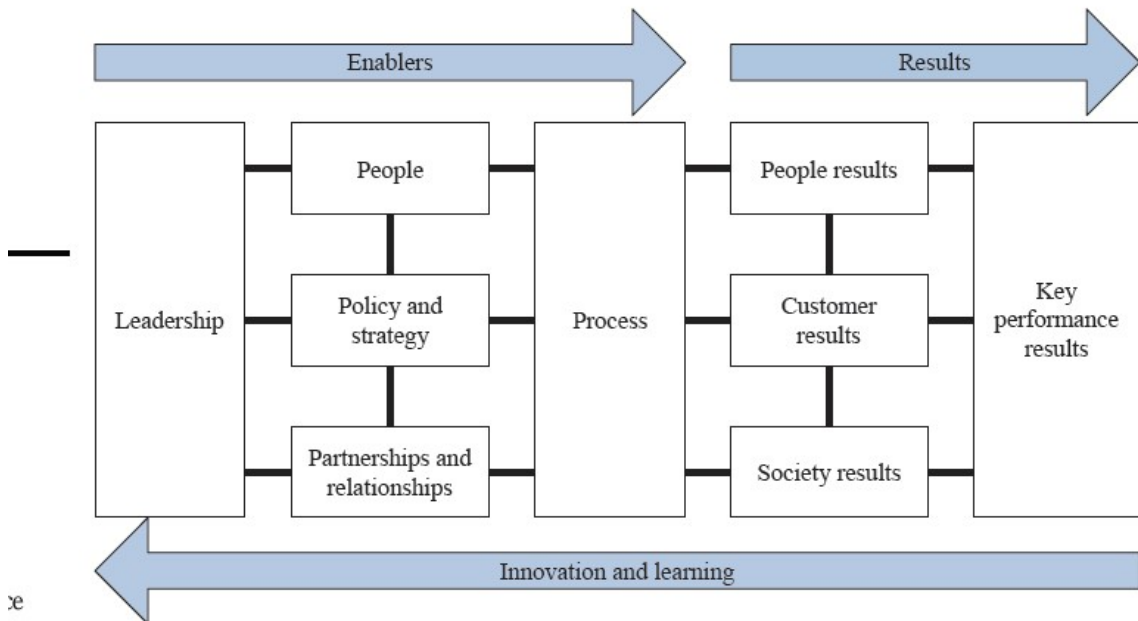 Enablers
Results
People
People results
Leadership
Policy and
strategy
Process
Customer
results
Key
performance
results
Partnerships and
relationships
Society results
Innovation and learning